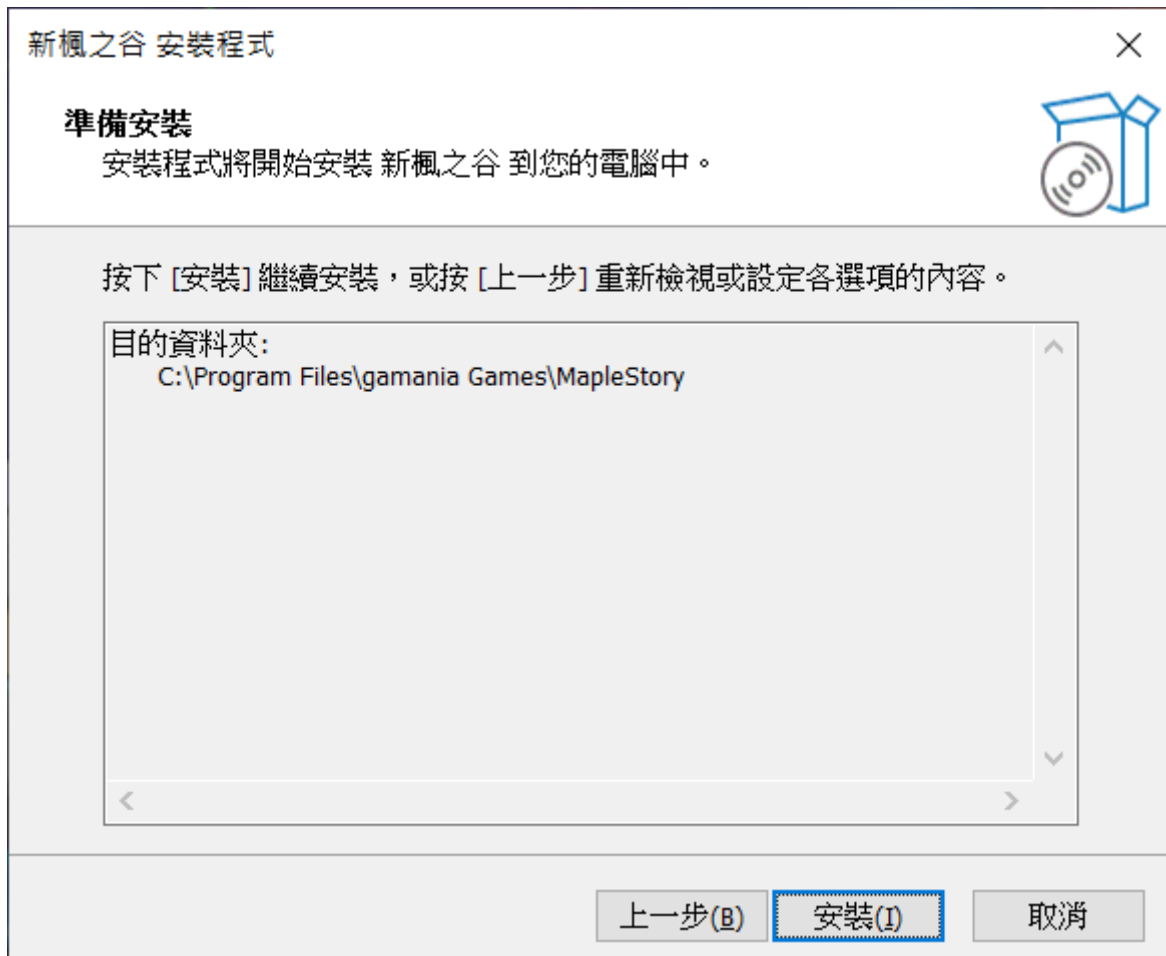 新楓之谷 安裝程式
準備安裝
安裝程式將開始安裝 新楓之谷 到您的電腦中。
按下 [安裝] 繼續安裝，或按 [上一步] 重新檢視或設定各選項的內容。
目的資料夾:
C:\Program Files\gamania Games\MapleStory
上一步(B) 安裝(I) 取消